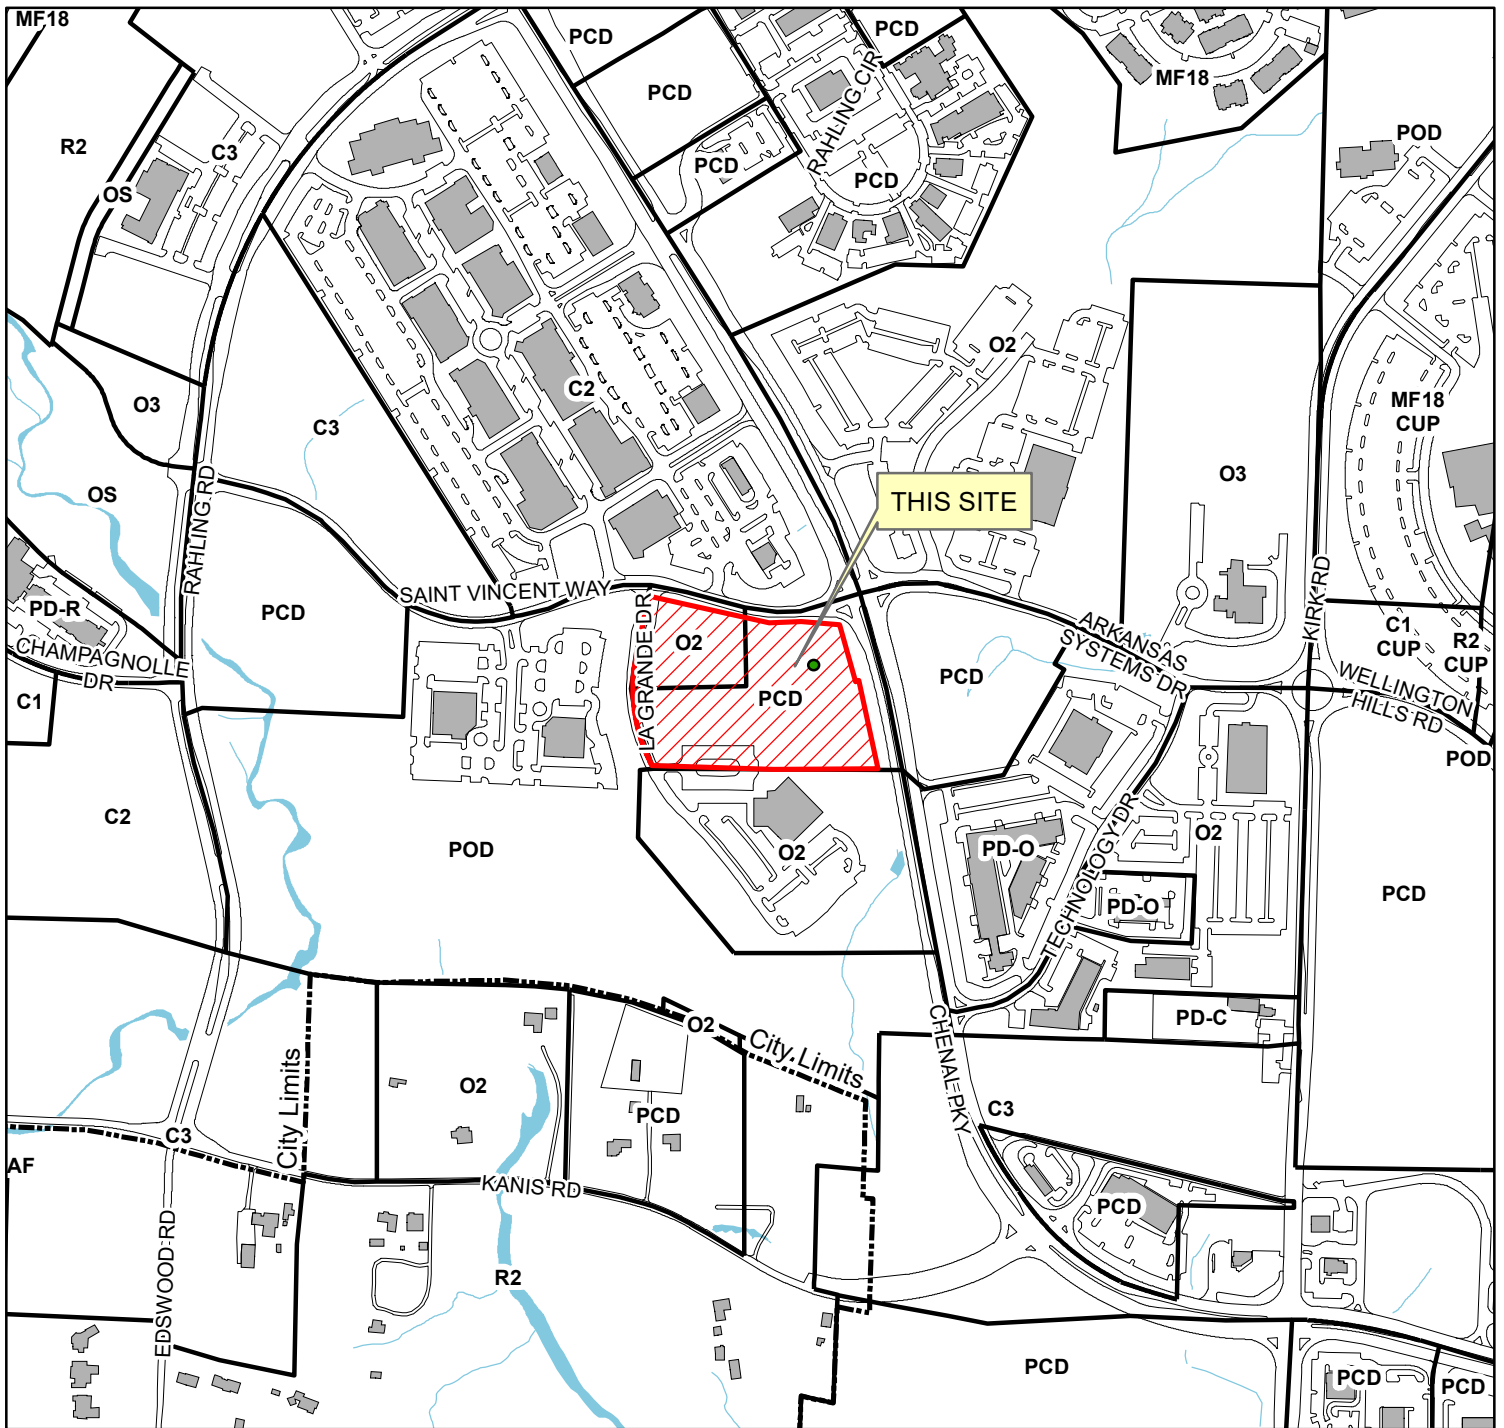 MF18
PCD
PCD
MF18
PCD
RAHLING CIR
POD
R2
C3
PCD
PCD
OS
O2
C2
O3
C3
MF18
CUP
O3
OS
THIS SITE
RAHLING RD
SAINT VINCENT WAY
LA GRANDE DR
KIRK RD
PD-R
PCD
O2
ARKANSAS
SYSTEMS DR
C1
CUP
R2
CUP
CHAMPAGNOLLE
DR
PCD
PCD
WELLINGTON
HILLS RD
C1
POD
C2
POD
O2
PD-O
TECHNOLOGY DR
O2
PCD
PD-O
CHENAL PKY
PD-C
O2
City Limits
City Limits
O2
PCD
C3
C3
AF
KANIS RD
PCD
EDSWOOD RD
R2
PCD
PCD
PCD